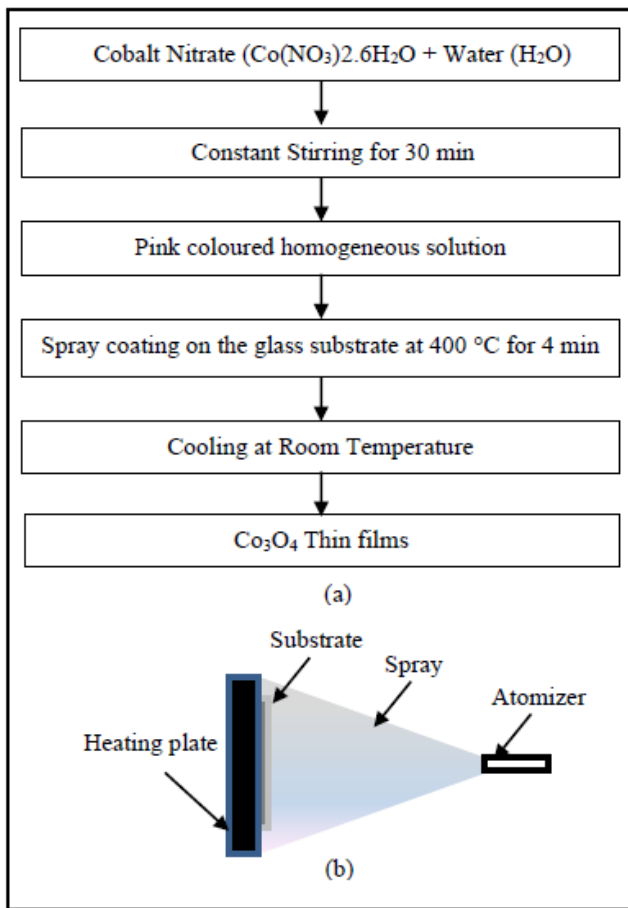 Cobalt Nitrate (Co(NO₃)2.6H₂O + Water (H₂O)
Constant Stirring for 30 min
Pink coloured homogeneous solution
Spray coating on the glass substrate at 400 °C for 4 min
Cooling at Room Temperature
Co₃O₄ Thin films
(a)
Substrate
Spray
Atomizer
Heating plate
(b)